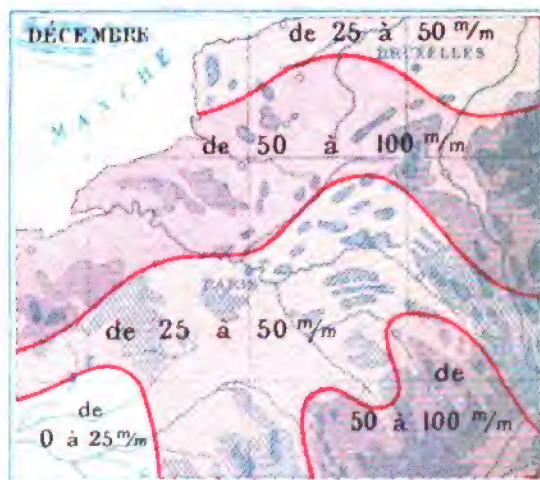 DÉCEMBRE
de 25 à 50 m/m
BRUXELLES
MANCHE
de 50 à 100 m/m
PARIS
de 25 à 50 m/m
de
0 à 25 m/m
de
50 à 100 m/m